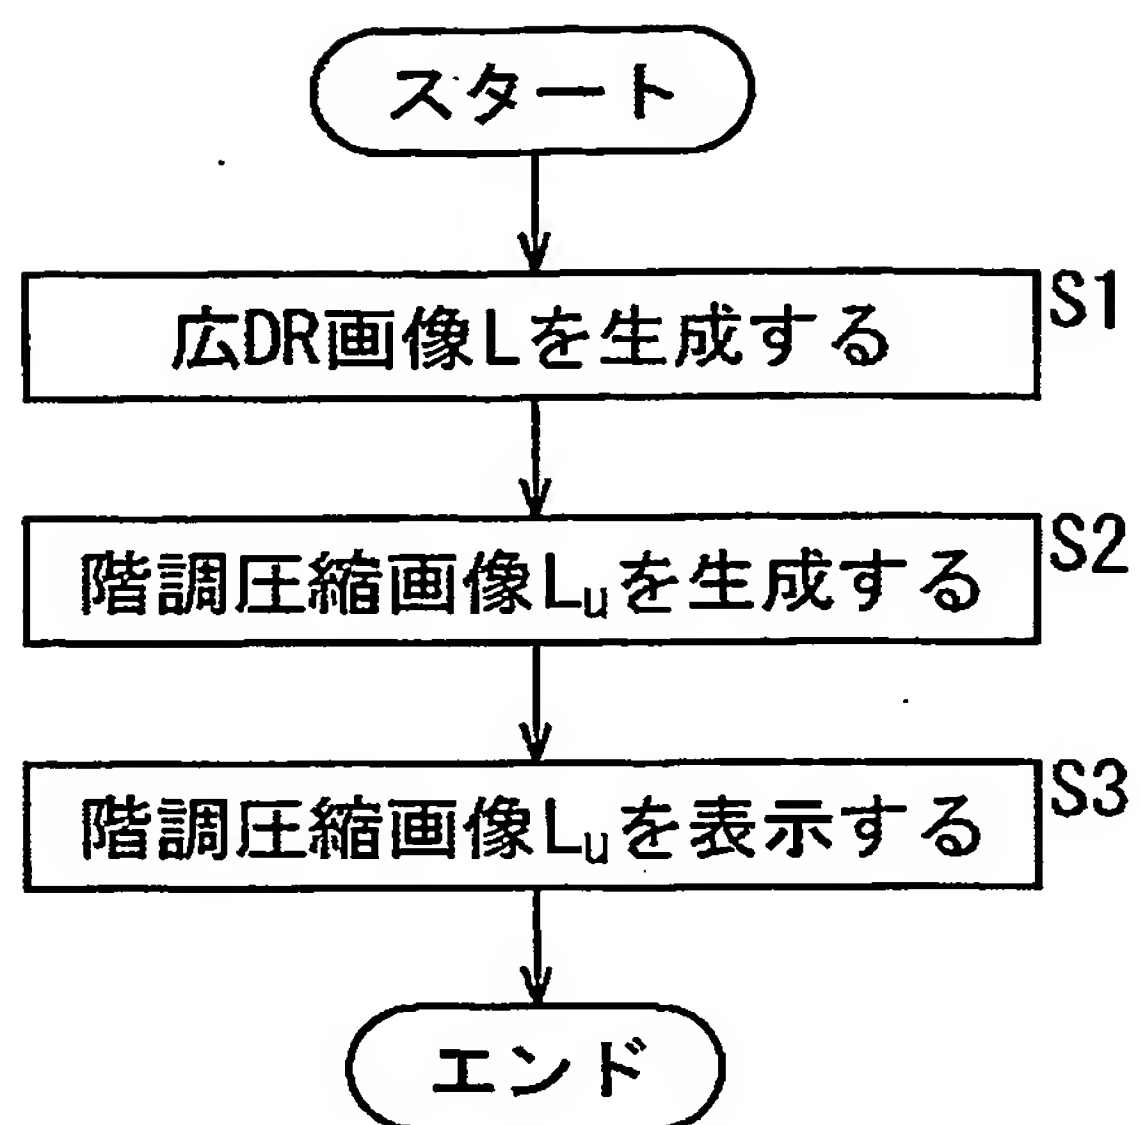 スタート
広DR画像Lを生成する
S1
階調圧縮画像Luを生成する
S2
階調圧縮画像Luを表示する
S3
エンド